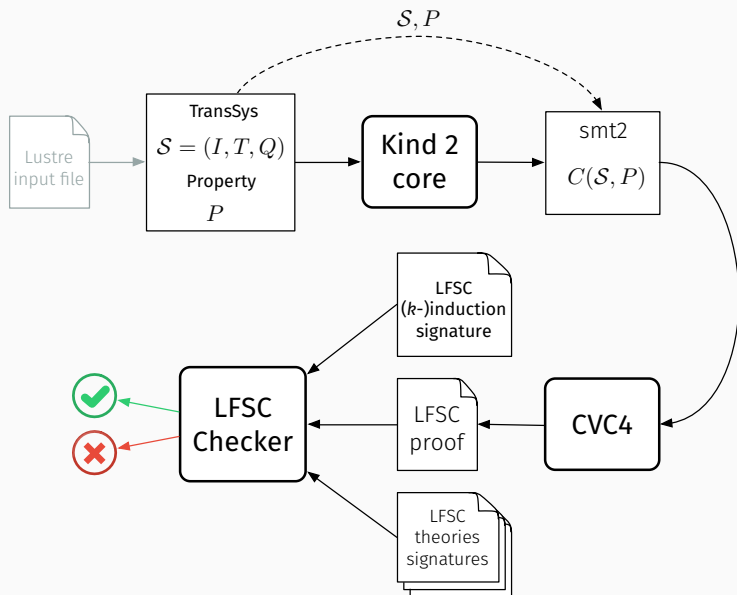 𝒮, P
Lustre
input file
TransSys
𝒮 = (I, T, Q)
Property
P
Kind 2
core
smt2
C(𝒮, P)
LFSC
(k-)induction
signature
LFSC
Checker
LFSC
proof
CVC4
LFSC
theories
signatures